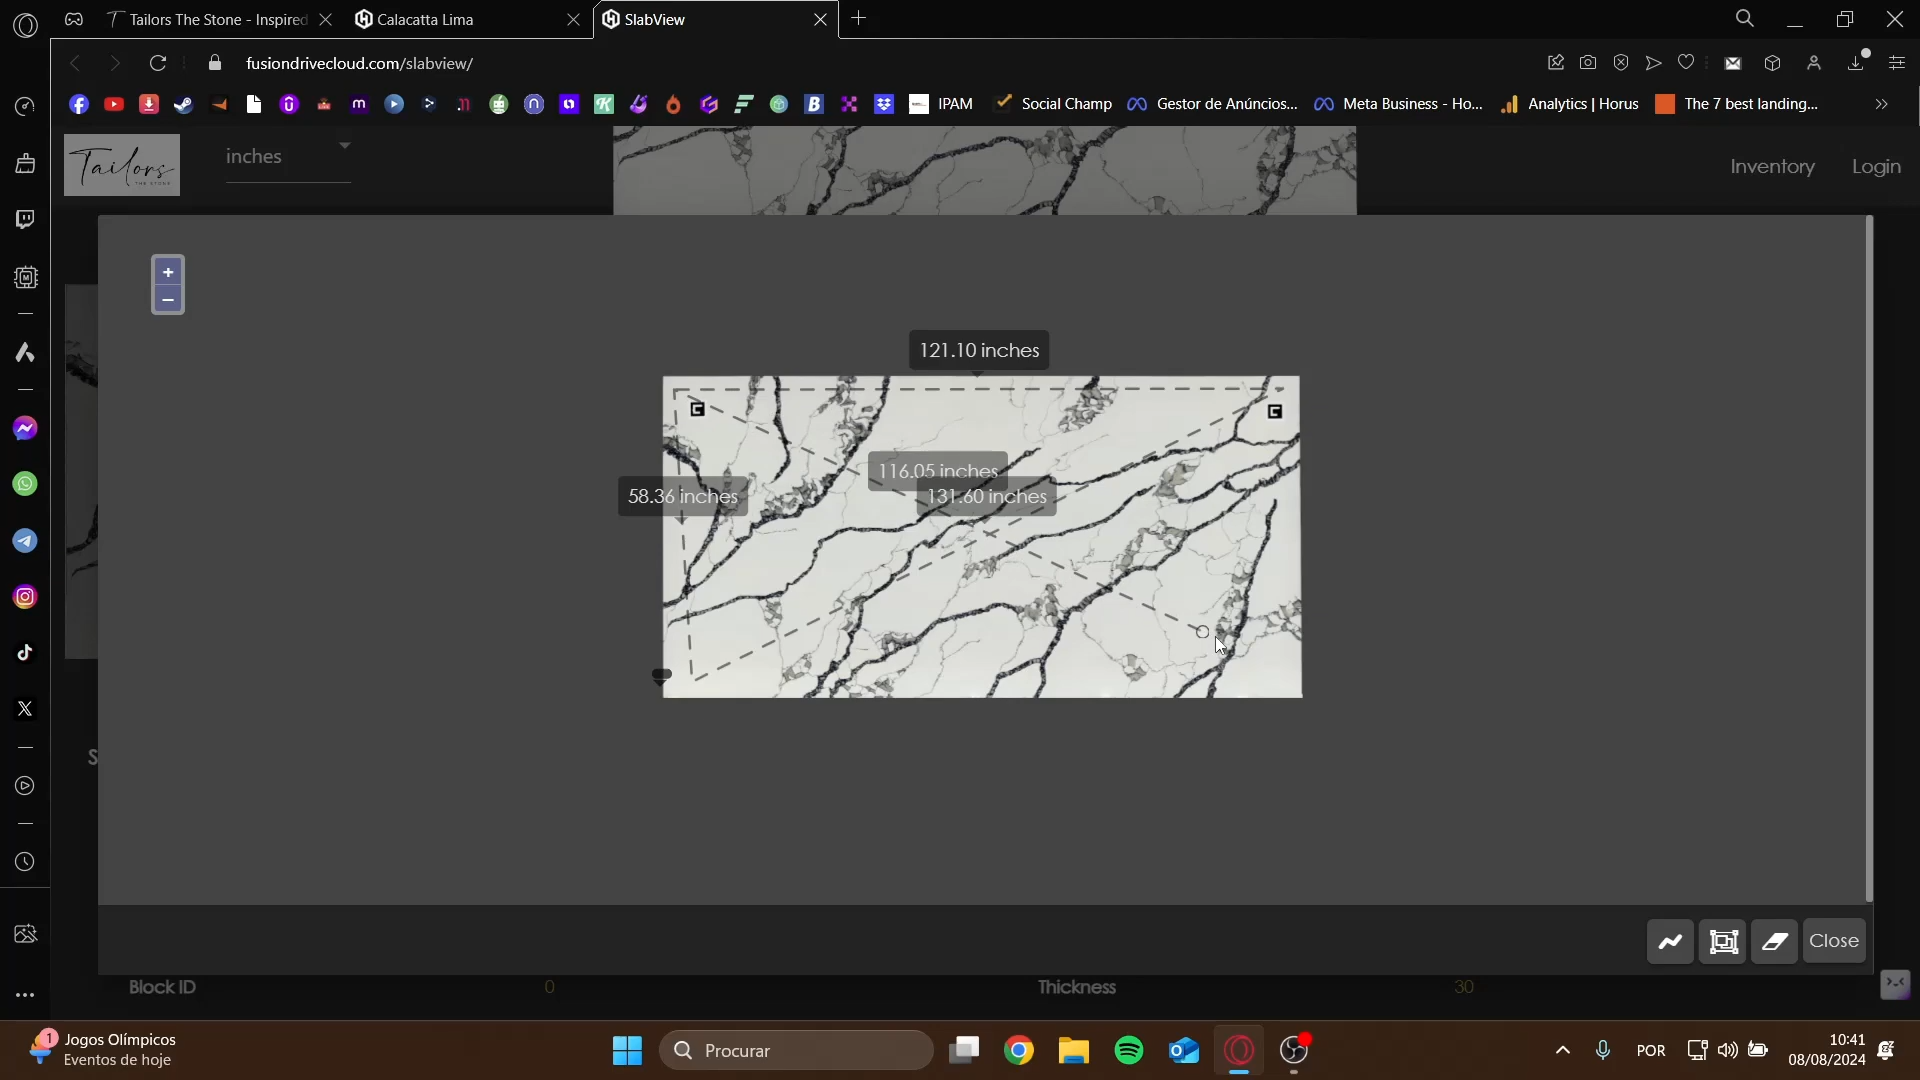 Tailors The Stone - Inspired
Calacatta Lima
SlabView
fusiondrivecloud.com/slabview/
IPAM
Social Champ
Gestor de Anúncios...
Meta Business - Ho...
Analytics | Horus
The 7 best landing...
Tailors
THE STONE
inches
Inventory
Login
+
−
121.10 inches
116.05 inches
58.36 inches
131.60 inches
S
Close
Block ID
0
Thickness
30
1
Jogos Olímpicos
Eventos de hoje
Procurar
POR
10:41
08/08/2024